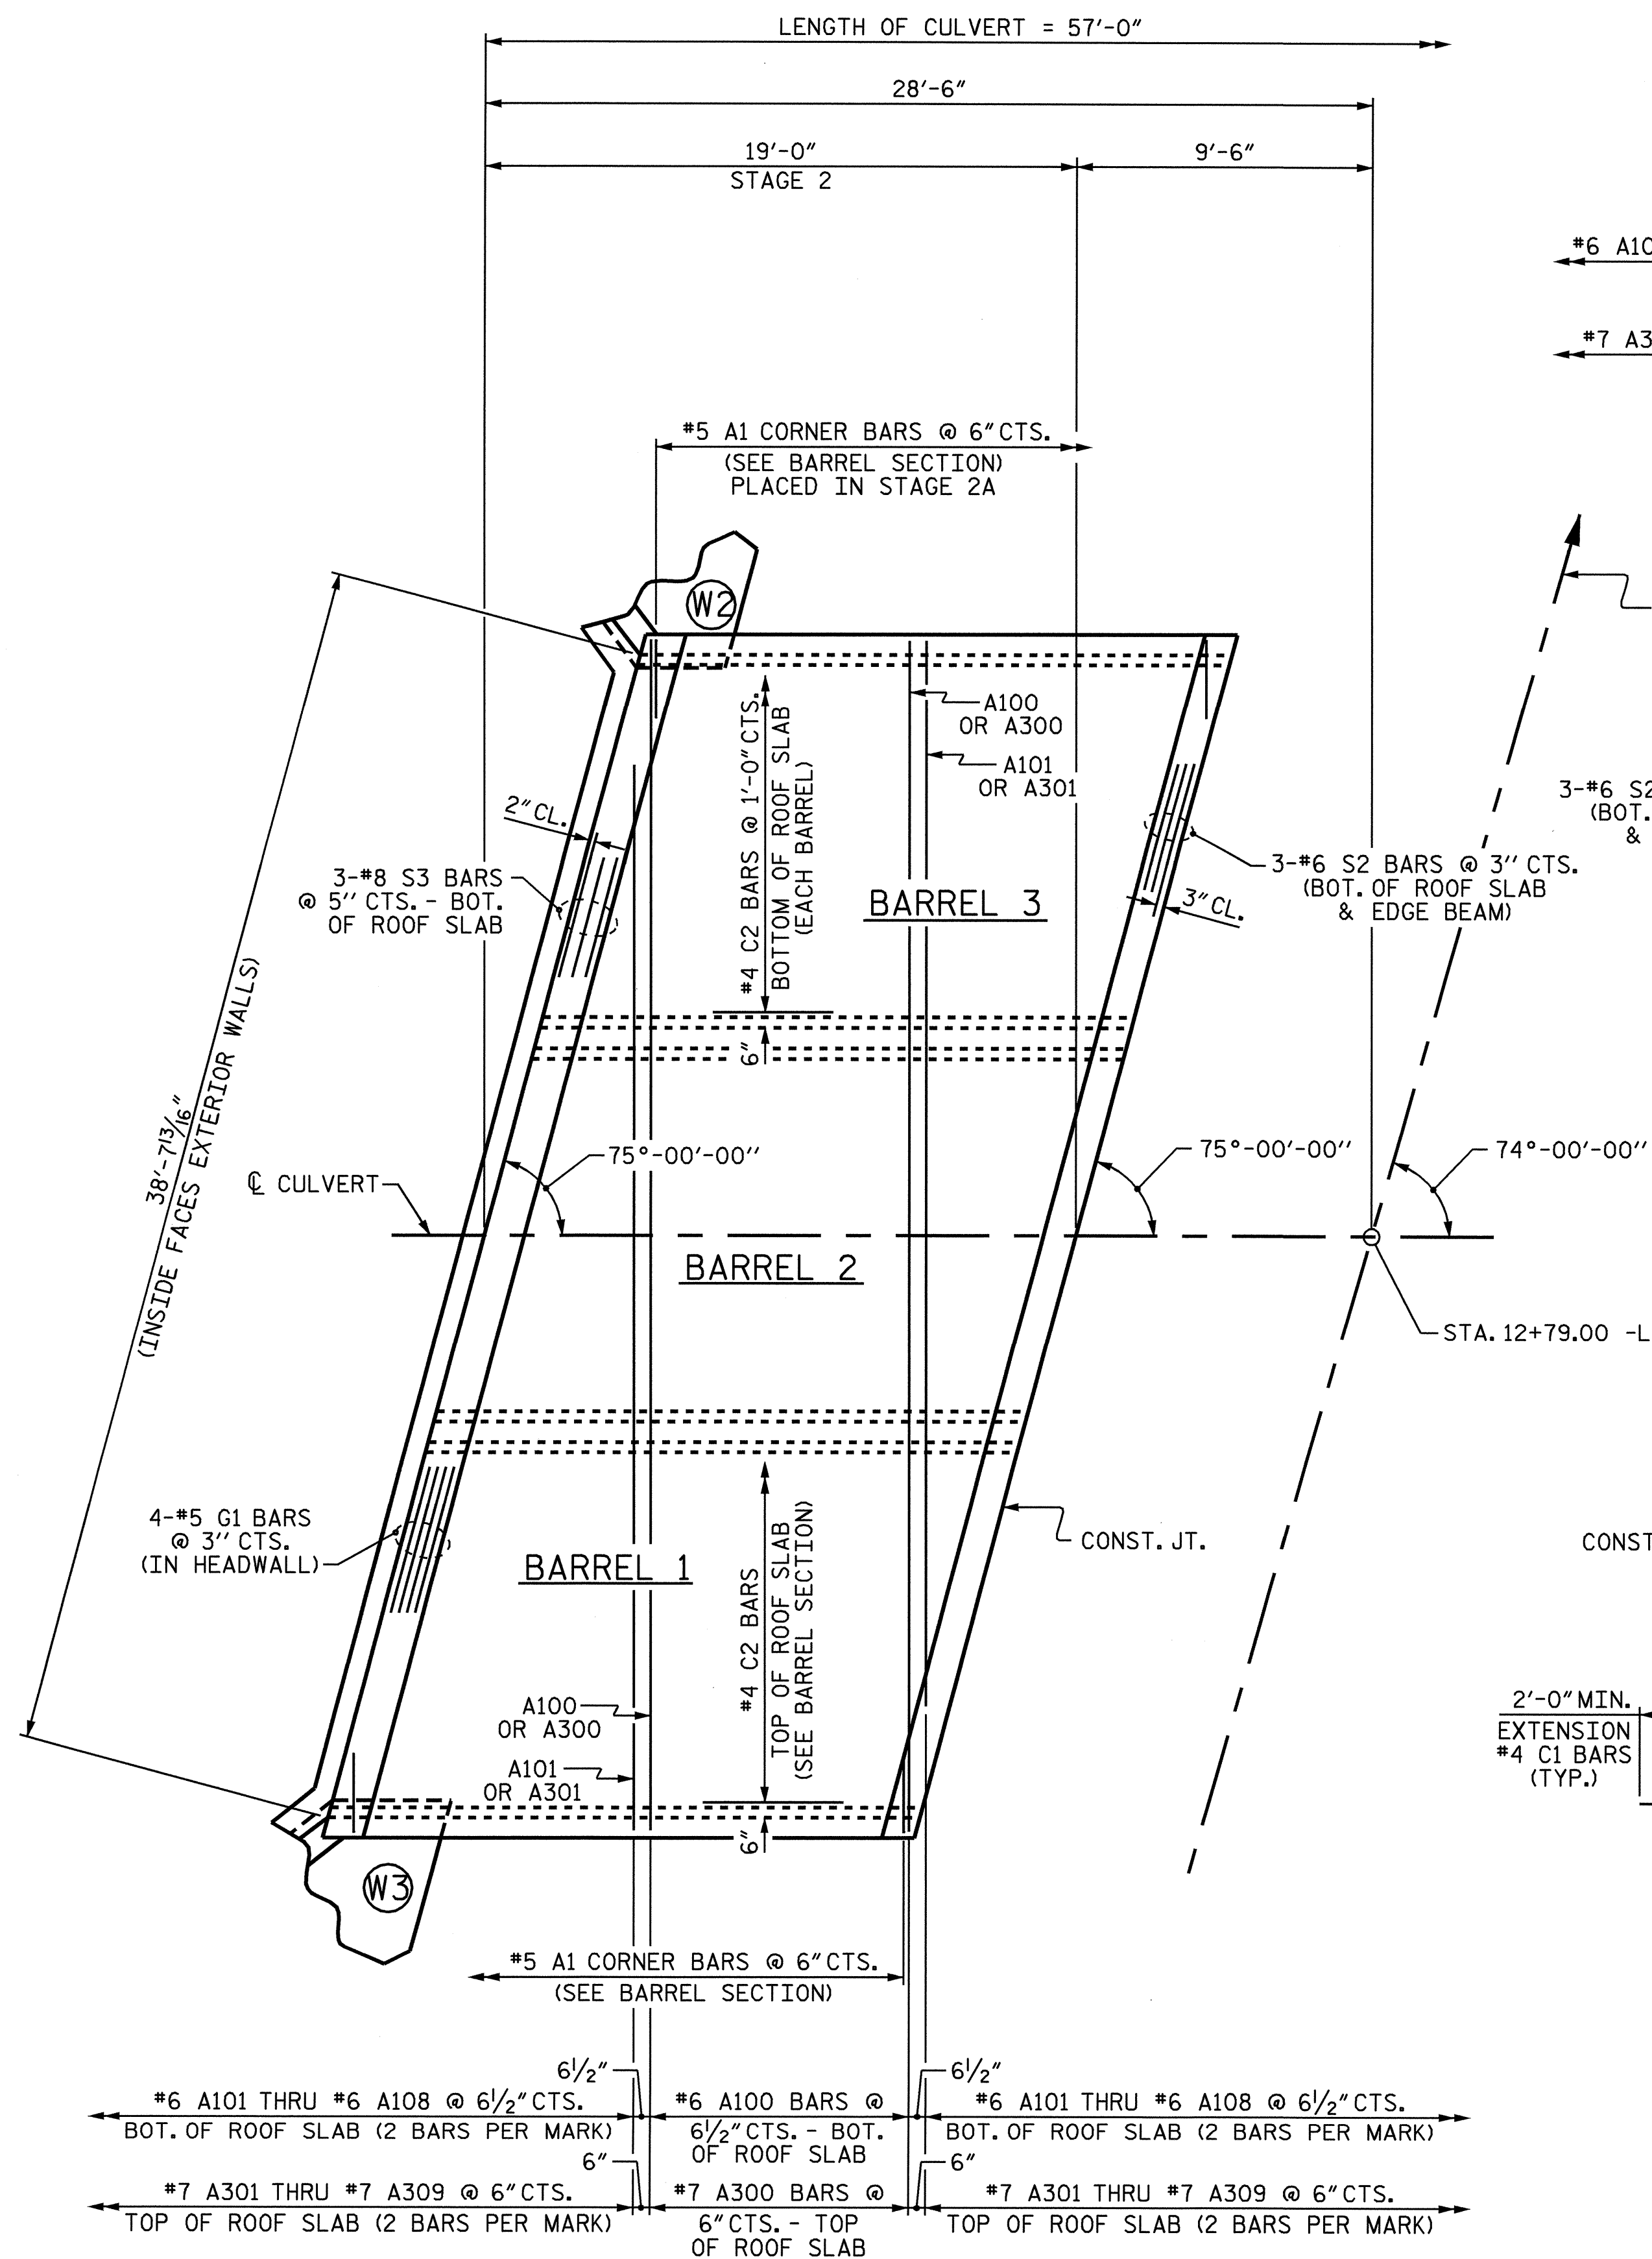 LENGTH OF CULVERT = 57'-0"
28'-6"
19'-0"
STAGE 2
9'-6"
#6 A10
#7 A3
#5 A1 CORNER BARS @ 6" CTS.
(SEE BARREL SECTION)
PLACED IN STAGE 2A
W2
A100
OR A300
A101
OR A301
#4 C2 BARS @ 1'-0" CTS.
BOTTOM OF ROOF SLAB
(EACH BARREL)
2" CL.
3-#8 S3 BARS
@ 5" CTS. - BOT.
OF ROOF SLAB
BARREL 3
3-#6 S2 BARS @ 3" CTS.
(BOT. OF ROOF SLAB
& EDGE BEAM)
3" CL.
3-#6 S2
(BOT.
&
6"
38'-7 13/16"
(INSIDE FACES EXTERIOR WALLS)
75°-00'-00"
75°-00'-00"
74°-00'-00"
℄ CULVERT
BARREL 2
STA. 12+79.00 -L
4-#5 G1 BARS
@ 3" CTS.
(IN HEADWALL)
BARREL 1
#4 C2 BARS
TOP OF ROOF SLAB
(SEE BARREL SECTION)
CONST. JT.
CONST
A100
OR A300
A101
OR A301
6"
2'-0" MIN.
EXTENSION
#4 C1 BARS
(TYP.)
W3
#5 A1 CORNER BARS @ 6" CTS.
(SEE BARREL SECTION)
6 1/2"
6 1/2"
#6 A101 THRU #6 A108 @ 6 1/2" CTS.
BOT. OF ROOF SLAB (2 BARS PER MARK)
#6 A100 BARS @
6 1/2" CTS. - BOT.
OF ROOF SLAB
#6 A101 THRU #6 A108 @ 6 1/2" CTS.
BOT. OF ROOF SLAB (2 BARS PER MARK)
6"
6"
#7 A301 THRU #7 A309 @ 6" CTS.
TOP OF ROOF SLAB (2 BARS PER MARK)
#7 A300 BARS @
6" CTS. - TOP
OF ROOF SLAB
#7 A301 THRU #7 A309 @ 6" CTS.
TOP OF ROOF SLAB (2 BARS PER MARK)